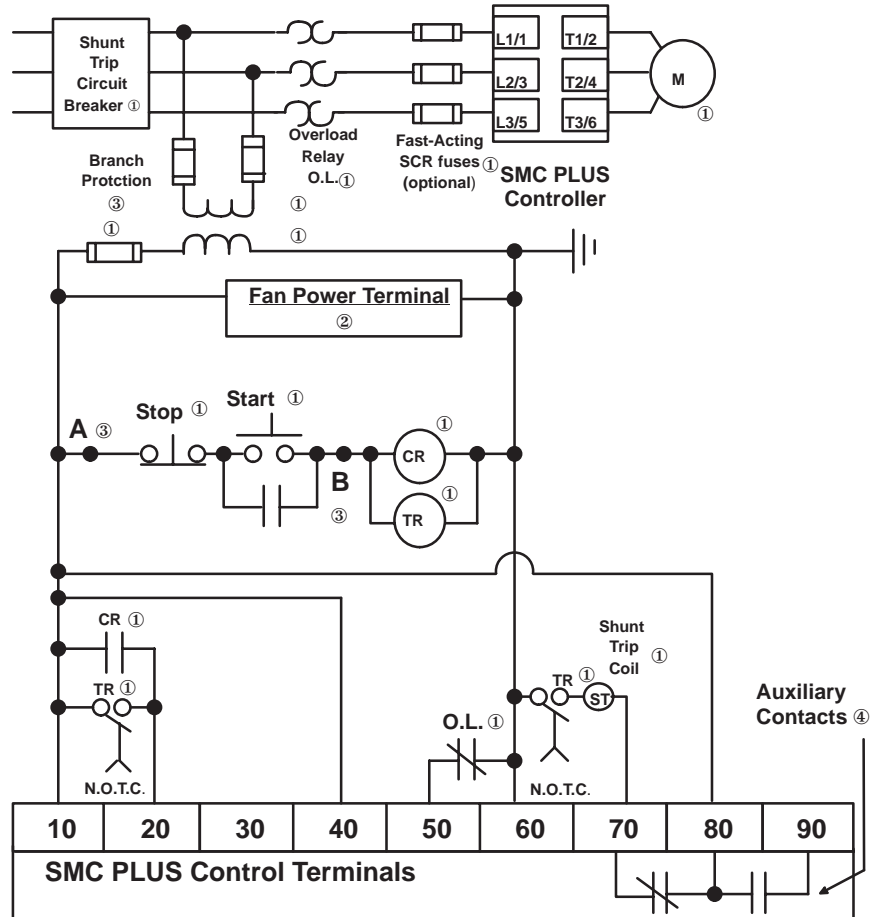 Shunt
Trip
Circuit
Breaker ①
L1/1 T1/2
L2/3 T2/4
L3/5 T3/6
M
①
Overload
Relay
O.L.①
Fast-Acting
SCR fuses ①
(optional)
SMC PLUS
Controller
Branch
Protction
③
①
①
①
Fan Power Terminal
②
Stop ①
Start ①
A ③
B
③
CR
①
TR
①
CR ①
TR ①
N.O.T.C.
O.L. ①
TR ①
N.O.T.C.
Shunt
Trip
Coil ①
ST
Auxiliary
Contacts ④
10 20 30 40 50 60 70 80 90
SMC PLUS Control Terminals